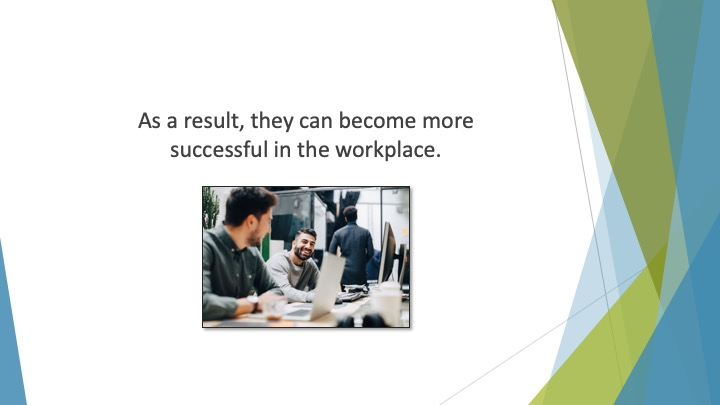 As a result, they can become more
successful in the workplace.